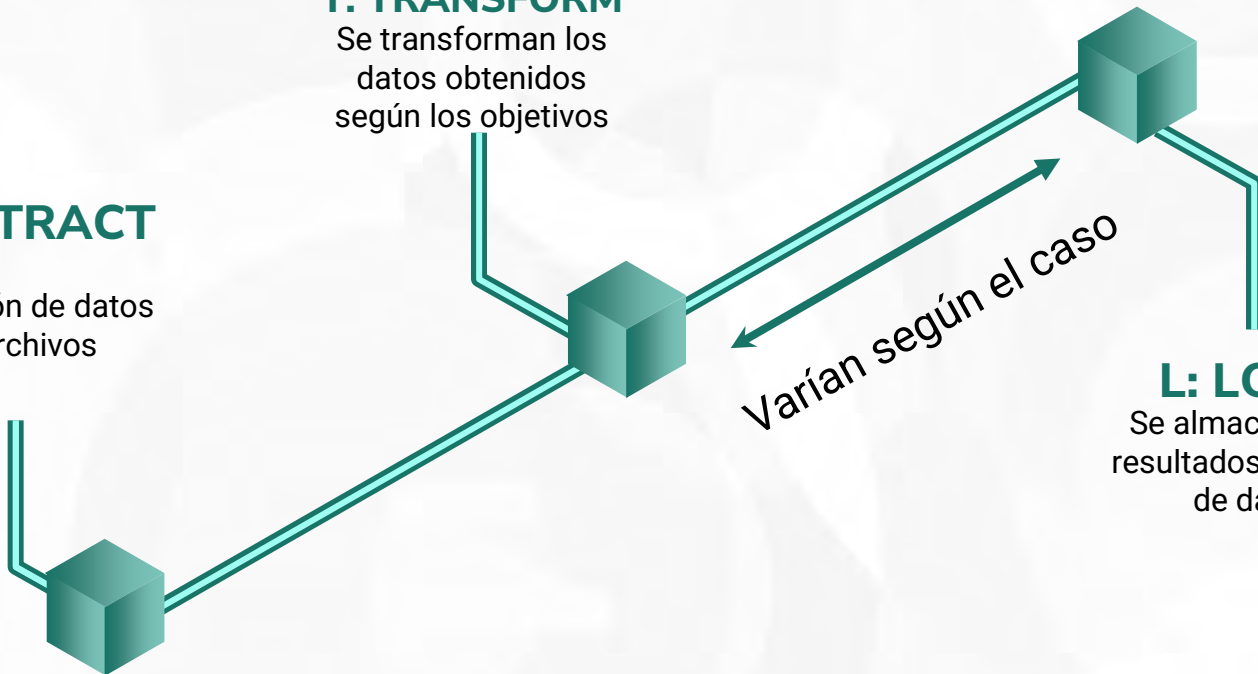 T: TRANSFORM
Se transforman los
datos obtenidos
según los objetivos
TRACT
ón de datos
rchivos
Varían según el caso
L: LO
Se almac
resultados
de da